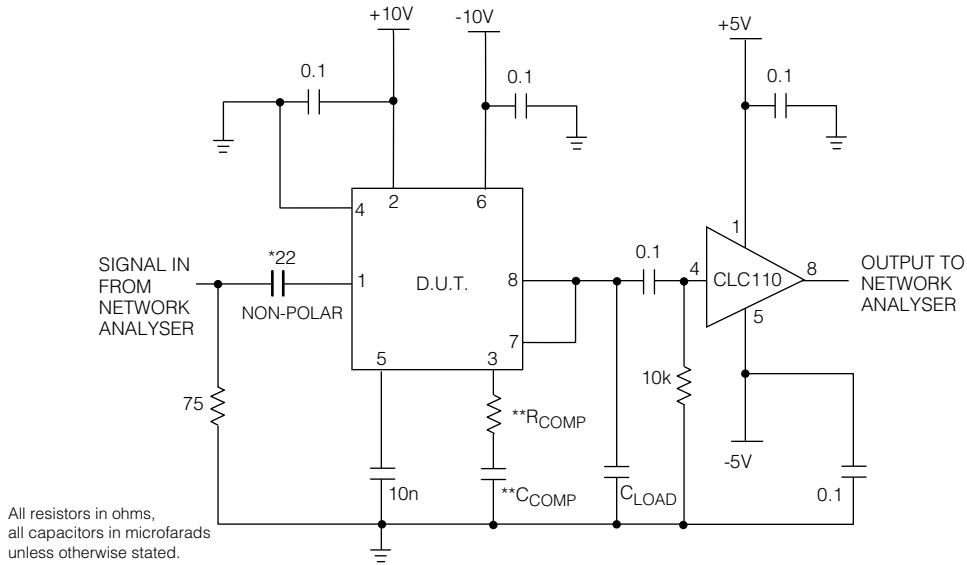 +10V
-10V
+5V
0.1
0.1
0.1
2
6
4
1
SIGNAL IN
FROM
NETWORK
ANALYSER
*22
NON-POLAR
1
D.U.T.
8
0.1
4
CLC110
8
OUTPUT TO
NETWORK
ANALYSER
5
7
5
3
75
**RCOMP
10k
-5V
10n
**CCOMP
CLOAD
0.1
All resistors in ohms,
all capacitors in microfarads
unless otherwise stated.